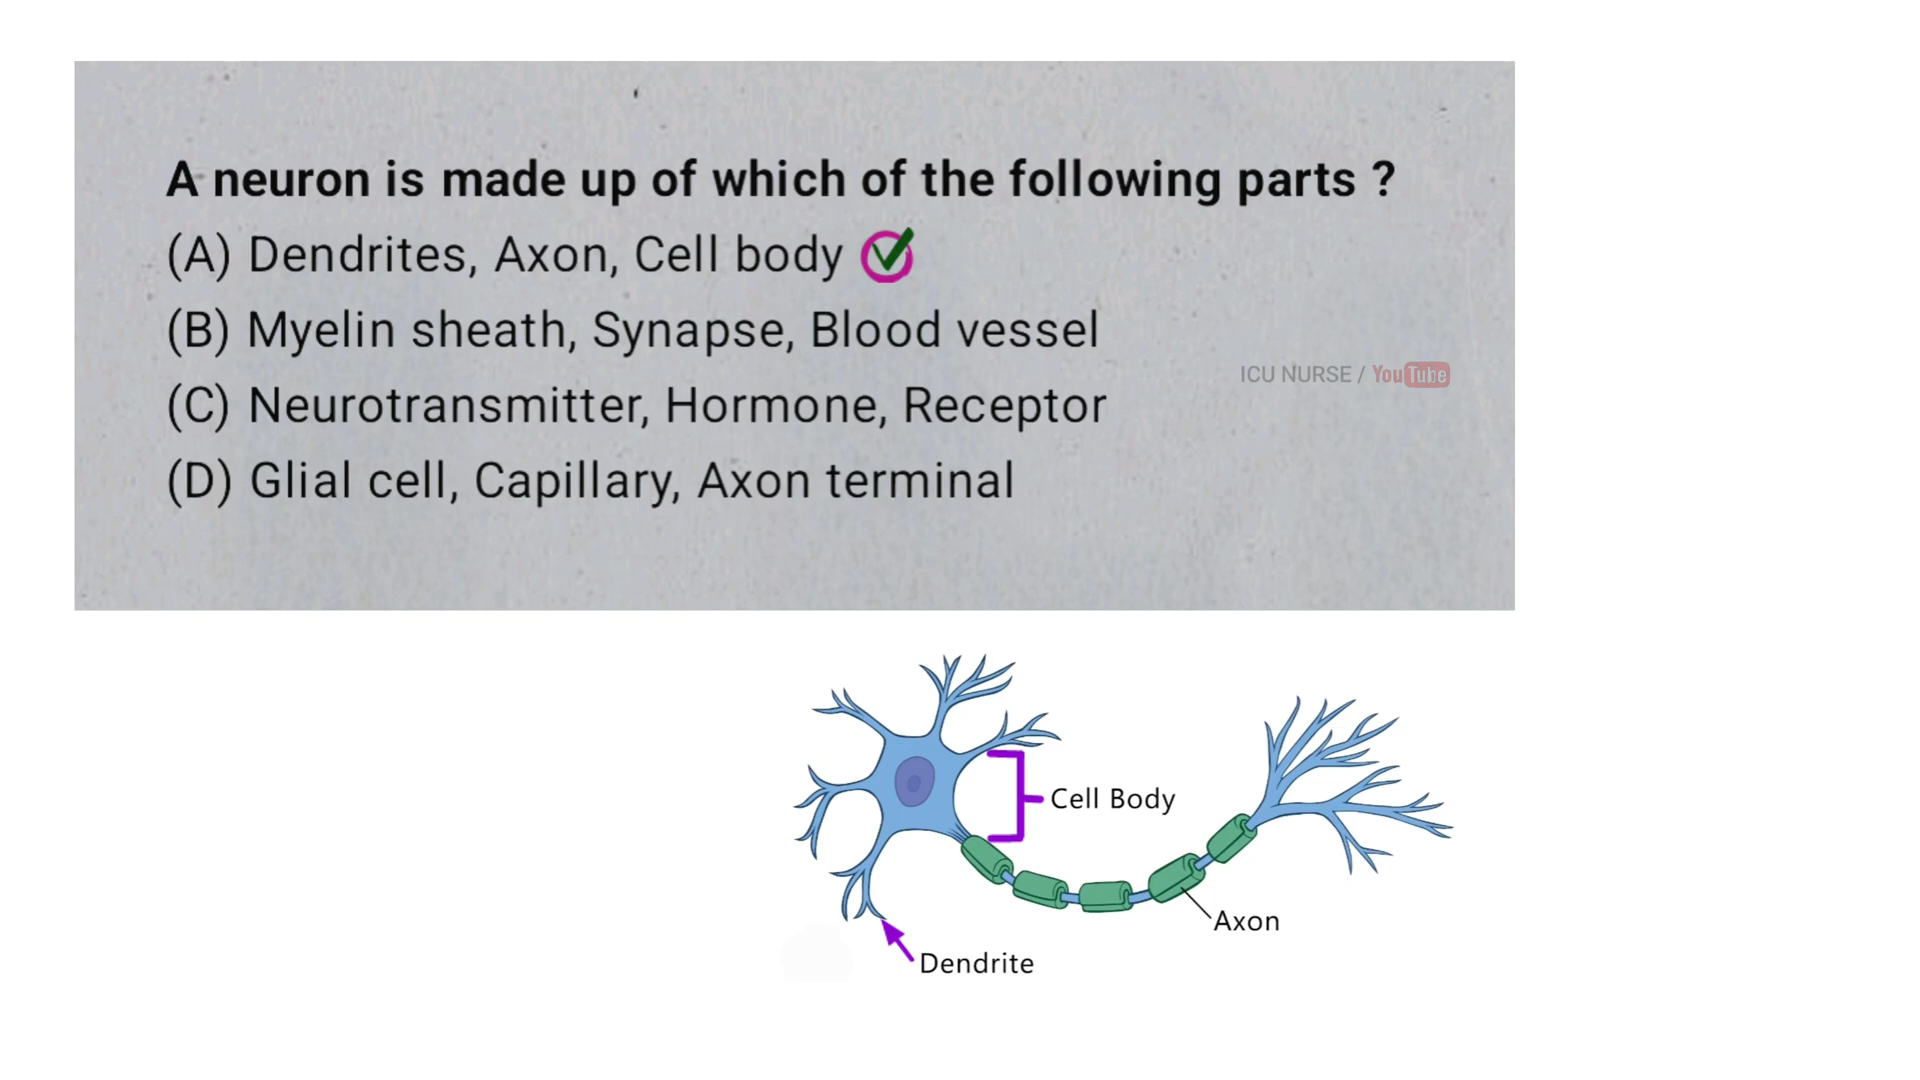 A neuron is made up of which of the following parts ?
(A) Dendrites, Axon, Cell body
(B) Myelin sheath, Synapse, Blood vessel
ICU NURSE / YouTube
(C) Neurotransmitter, Hormone, Receptor
(D) Glial cell, Capillary, Axon terminal
Cell Body
Axon
Dendrite